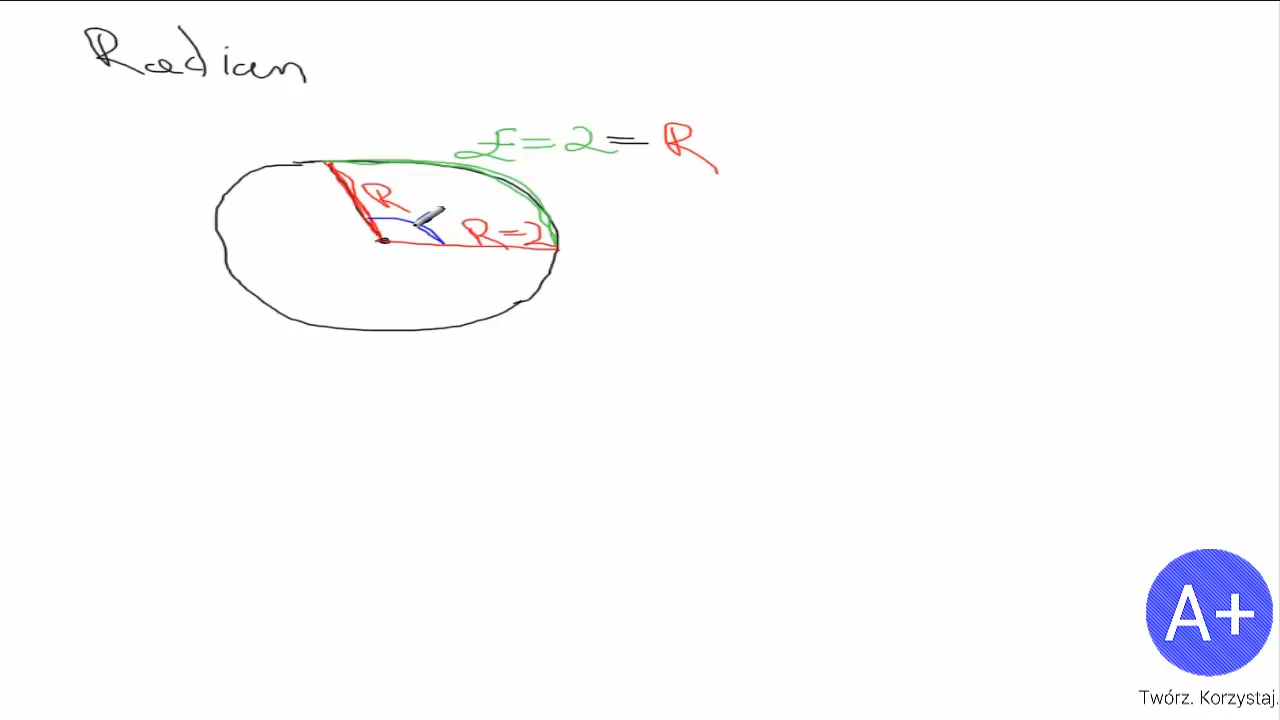 Radian
Ł = 2 = R
R
R = 2
A+
Twórz. Korzystaj.